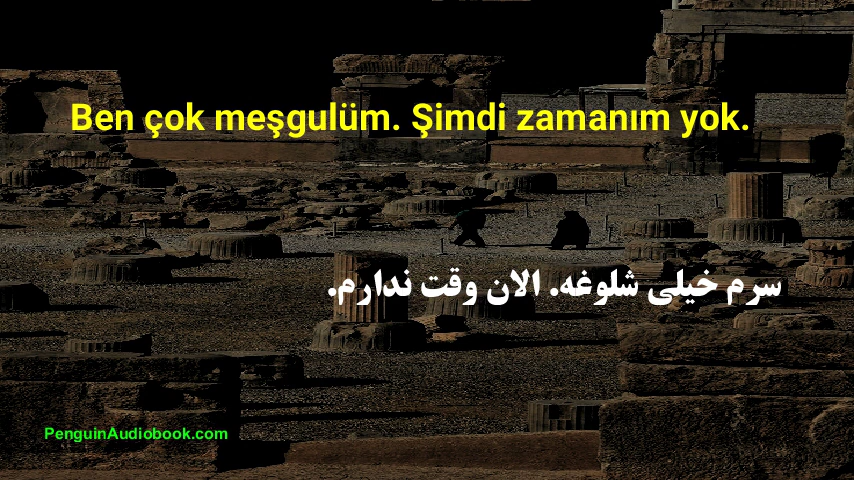 Ben çok meşgulüm. Şimdi zamanım yok.
سرم خیلی شلوغه. الان وقت ندارم.
PenguinAudiobook.com